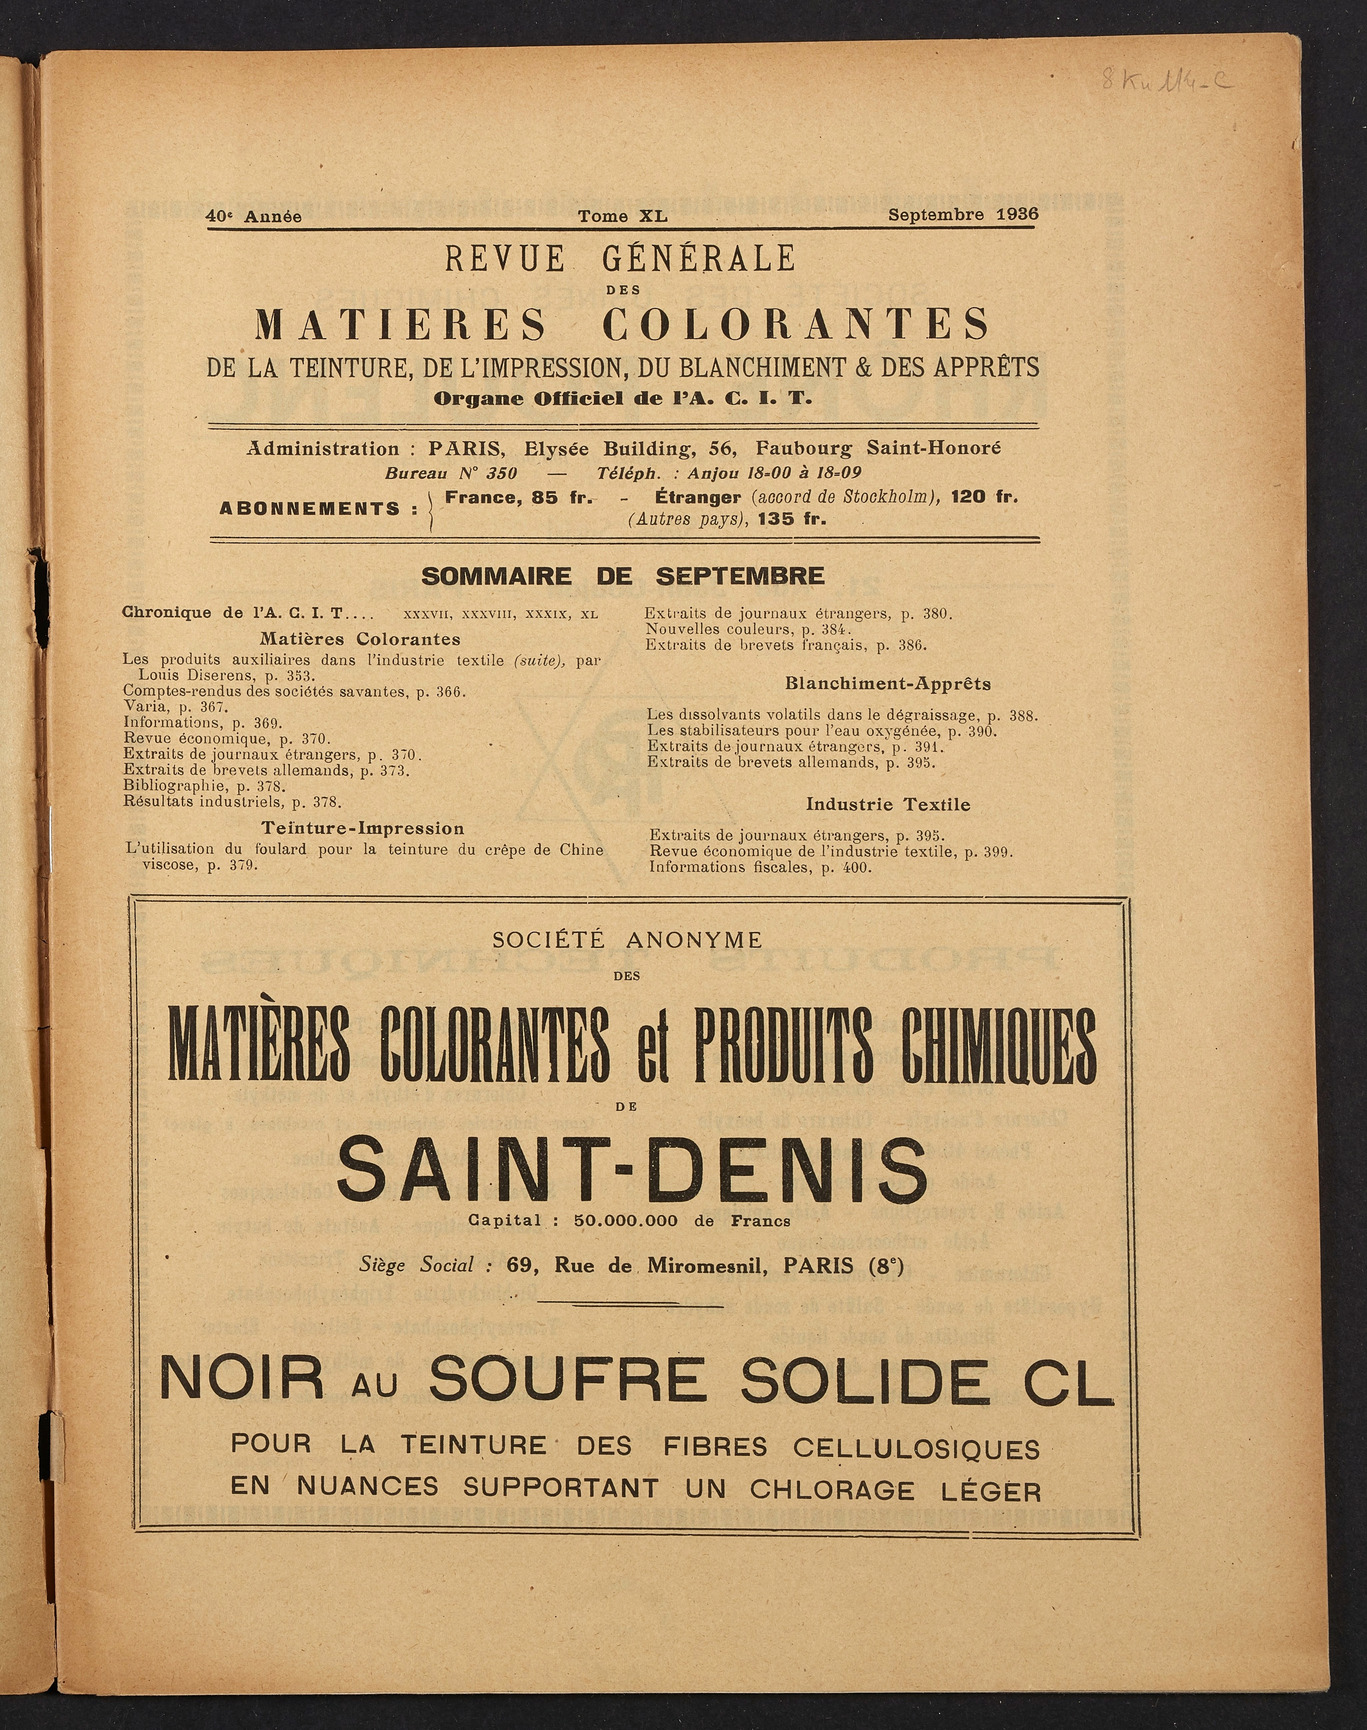 40e Année Tome XL Septembre 1936
REVUE GÉNÉRALE
DES
MATIERES COLORANTES
DE LA TEINTURE, DE L'IMPRESSION, DU BLANCHIMENT & DES APPRÊTS
Organe Officiel de l'A. C. I. T.
Administration : PARIS, Elysée Building, 56, Faubourg Saint-Honoré
Bureau N° 350 — Téléph. : Anjou 18-00 à 18-09
ABONNEMENTS : France, 85 fr. - Étranger (accord de Stockholm), 120 fr.
(Autres pays), 135 fr.
SOMMAIRE DE SEPTEMBRE
Chronique de l'A. C. I. T.... XXXVII, XXXVIII, XXXIX, XL
Matières Colorantes
Les produits auxiliaires dans l'industrie textile (suite), par
Louis Diserens, p. 353.
Comptes-rendus des sociétés savantes, p. 366.
Varia, p. 367.
Informations, p. 369.
Revue économique, p. 370.
Extraits de journaux étrangers, p. 370.
Extraits de brevets allemands, p. 373.
Bibliographie, p. 378.
Résultats industriels, p. 378.
Teinture-Impression
L'utilisation du foulard pour la teinture du crêpe de Chine
viscose, p. 379.
Extraits de journaux étrangers, p. 380.
Nouvelles couleurs, p. 384.
Extraits de brevets français, p. 386.
Blanchiment-Apprêts
Les dissolvants volatils dans le dégraissage, p. 388.
Les stabilisateurs pour l'eau oxygénée, p. 390.
Extraits de journaux étrangers, p. 391.
Extraits de brevets allemands, p. 395.
Industrie Textile
Extraits de journaux étrangers, p. 395.
Revue économique de l'industrie textile, p. 399.
Informations fiscales, p. 400.
SOCIÉTÉ ANONYME
DES
MATIÈRES COLORANTES et PRODUITS CHIMIQUES
DE
SAINT-DENIS
Capital : 50.000.000 de Francs
Siège Social : 69, Rue de Miromesnil, PARIS (8e)
NOIR AU SOUFRE SOLIDE CL
POUR LA TEINTURE DES FIBRES CELLULOSIQUES
EN NUANCES SUPPORTANT UN CHLORAGE LÉGER